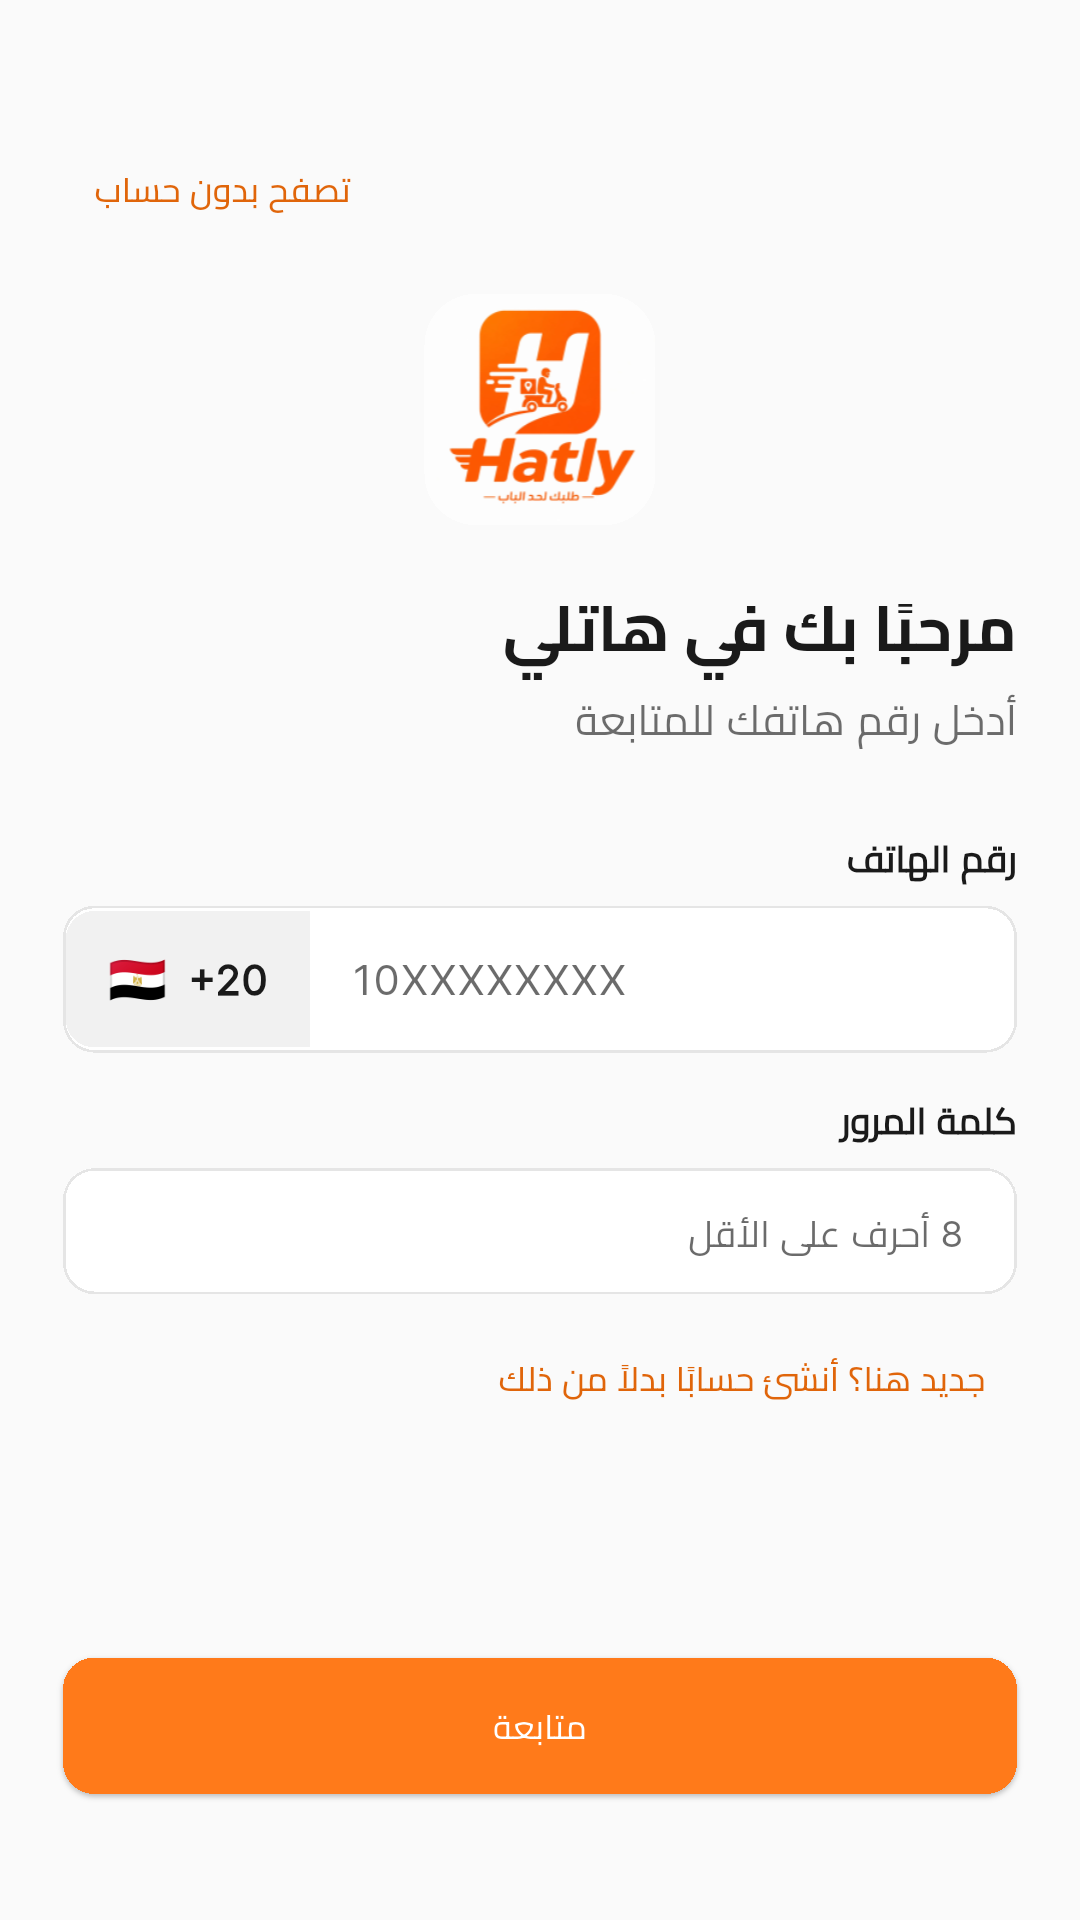 تصفح بدون حساب
Hatly
طلبك لحد الباب
مرحبًا بك في هاتلي
أدخل رقم هاتفك للمتابعة
رقم الهاتف
+20 10XXXXXXXX
كلمة المرور
8 أحرف على الأقل
جديد هنا؟ أنشئ حسابًا بدلاً من ذلك
متابعة